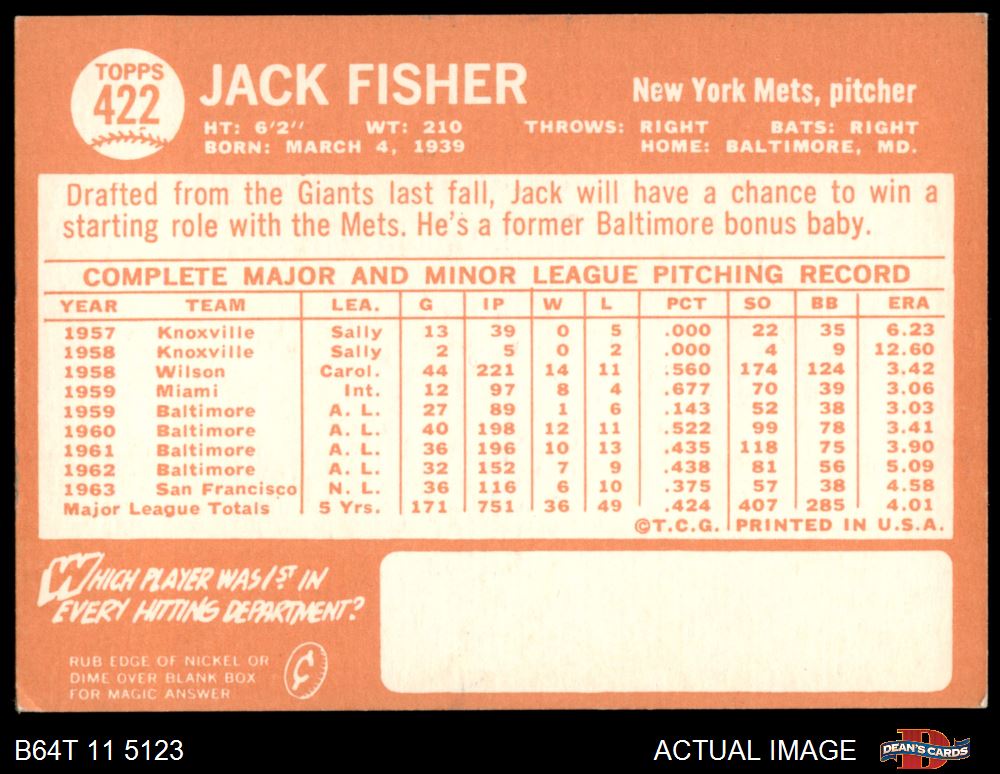 TOPPS
422
JACK FISHER
New York Mets, pitcher
HT: 6'2'' WT: 210 THROWS: RIGHT BATS: RIGHT
BORN: MARCH 4, 1939 HOME: BALTIMORE, MD.
Drafted from the Giants last fall, Jack will have a chance to win a
starting role with the Mets. He's a former Baltimore bonus baby.
COMPLETE MAJOR AND MINOR LEAGUE PITCHING RECORD
YEAR TEAM LEA. G IP W L PCT SO BB ERA
1957 Knoxville Sally 13 39 0 5 .000 22 35 6.23
1958 Knoxville Sally 2 5 0 2 .000 4 9 12.60
1958 Wilson Carol. 44 221 14 11 .560 174 124 3.42
1959 Miami Int. 12 97 8 4 .677 70 39 3.06
1959 Baltimore A. L. 27 89 1 6 .143 52 38 3.03
1960 Baltimore A. L. 40 198 12 11 .522 99 78 3.41
1961 Baltimore A. L. 36 196 10 13 .435 118 75 3.90
1962 Baltimore A. L. 32 152 7 9 .438 81 56 5.09
1963 San Francisco N. L. 36 116 6 10 .375 57 38 4.58
Major League Totals 5 Yrs. 171 751 36 49 .424 407 285 4.01
©T.C.G. PRINTED IN U.S.A.
WHICH PLAYER WAS 1ST IN
EVERY HITTING DEPARTMENT?
RUB EDGE OF NICKEL OR
DIME OVER BLANK BOX
FOR MAGIC ANSWER
¢
B64T 11 5123
ACTUAL IMAGE
DEAN'S CARDS